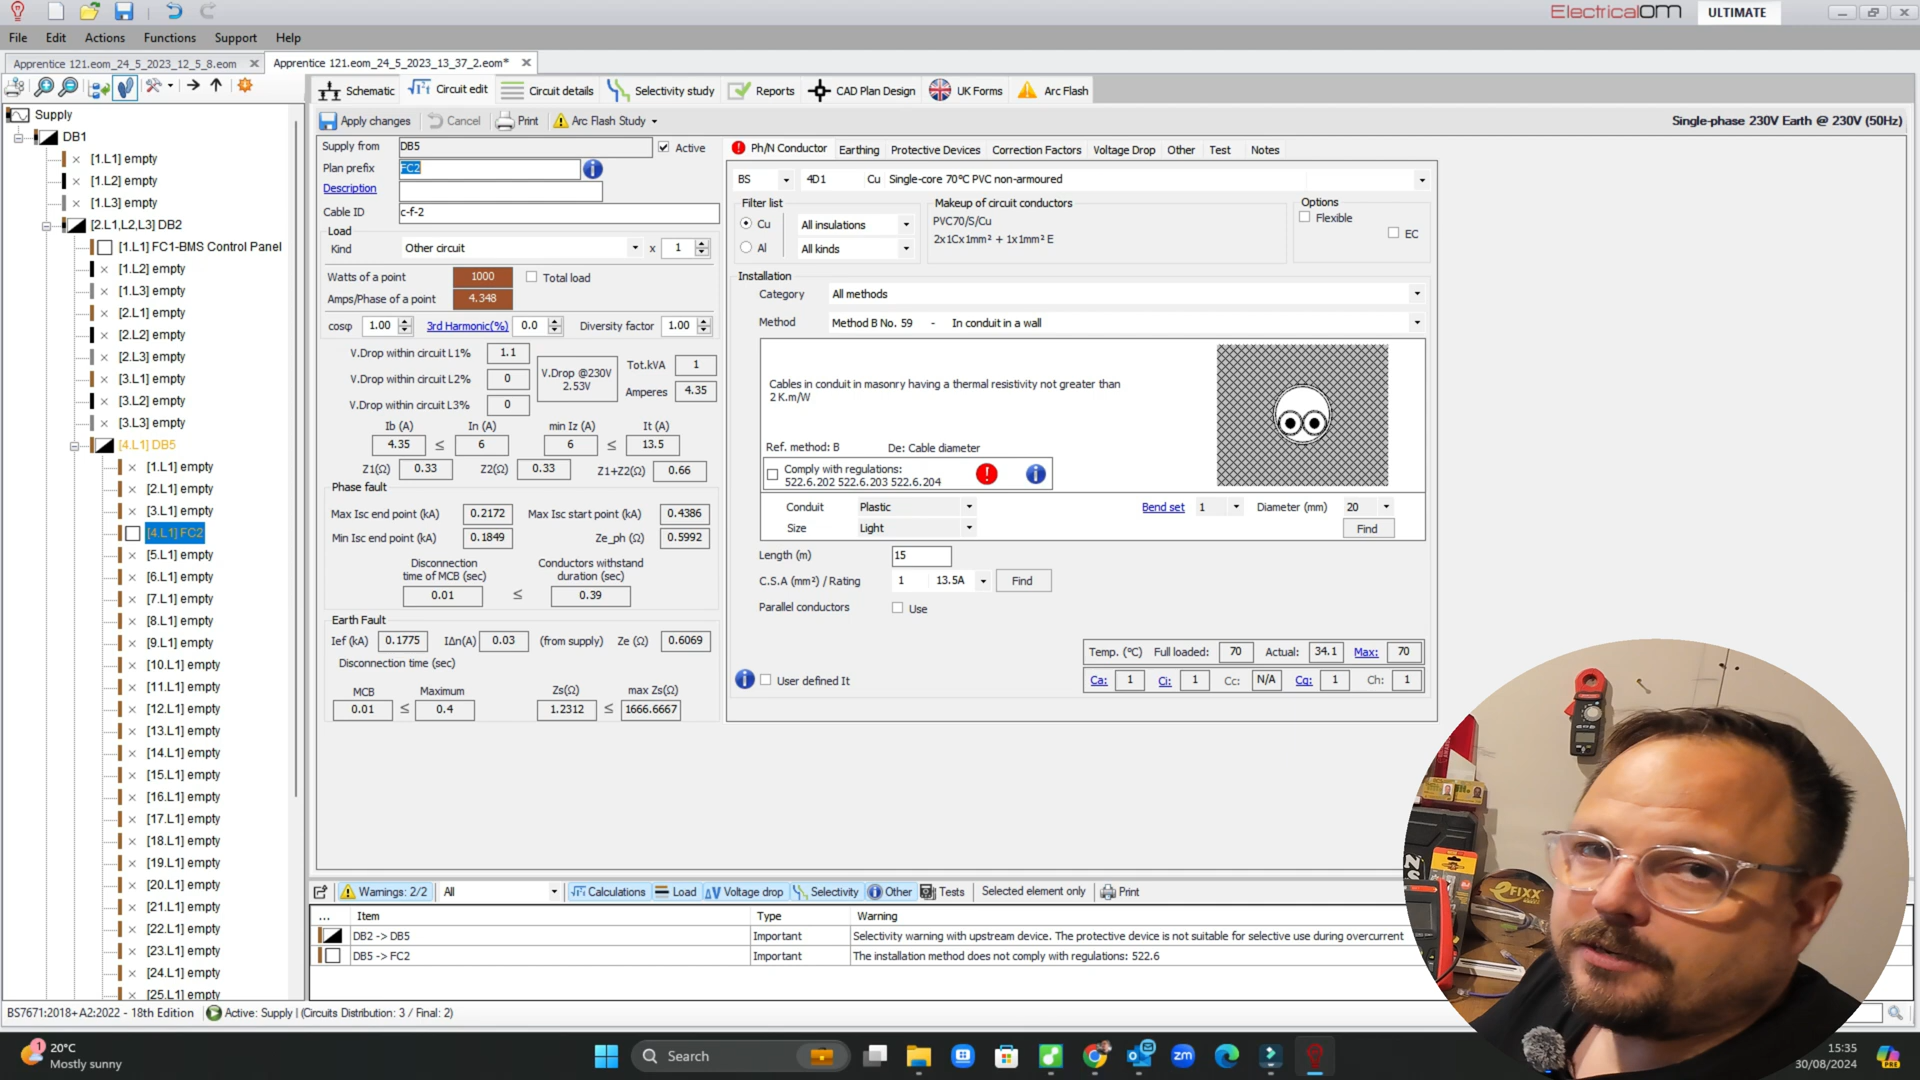 ElectricalOM ULTIMATE
File Edit Actions Functions Support Help
Apprentice 121.eom_24_5_2023_12_5_8.eom Apprentice 121.eom_24_5_2023_13_37_2.eom*
Schematic Circuit edit Circuit details Selectivity study Reports CAD Plan Design UK Forms Arc Flash
Apply changes Cancel Print Arc Flash Study Single-phase 230V Earth @ 230V (50Hz)
Supply
DB1
[1.L1] empty
[1.L2] empty
[1.L3] empty
[2.L1,L2,L3] DB2
[1.L1] FC1-BMS Control Panel
[1.L2] empty
[1.L3] empty
[2.L1] empty
[2.L2] empty
[2.L3] empty
[3.L1] empty
[3.L2] empty
[3.L3] empty
[4.L1] DB5
[1.L1] empty
[2.L1] empty
[3.L1] empty
[4.L1] FC2
[5.L1] empty
[6.L1] empty
[7.L1] empty
[8.L1] empty
[9.L1] empty
[10.L1] empty
[11.L1] empty
[12.L1] empty
[13.L1] empty
[14.L1] empty
[15.L1] empty
[16.L1] empty
[17.L1] empty
[18.L1] empty
[19.L1] empty
[20.L1] empty
[21.L1] empty
[22.L1] empty
[23.L1] empty
[24.L1] empty
[25.L1] empty
Supply from DB5 Active
Plan prefix FC2
Description
Cable ID c-f-2
Load
Kind Other circuit x 1
Watts of a point 1000 Total load
Amps/Phase of a point 4.348
cosφ 1.00 3rd Harmonic(%) 0.0 Diversity factor 1.00
V.Drop within circuit L1% 1.1
V.Drop within circuit L2% 0
V.Drop within circuit L3% 0
V.Drop @230V
2.53V
Tot.kVA 1
Amperes 4.35
Ib (A) In (A) min Iz (A) It (A)
4.35 ≤ 6 6 ≤ 13.5
Z1(Ω) 0.33 Z2(Ω) 0.33 Z1+Z2(Ω) 0.66
Phase fault
Max Isc end point (kA) 0.2172 Max Isc start point (kA) 0.4386
Min Isc end point (kA) 0.1849 Ze_ph (Ω) 0.5992
Disconnection Conductors withstand
time of MCB (sec) duration (sec)
0.01 ≤ 0.39
Earth Fault
Ief (kA) 0.1775 IΔn(A) 0.03 (from supply) Ze (Ω) 0.6069
Disconnection time (sec)
MCB Maximum Zs(Ω) max Zs(Ω)
0.01 ≤ 0.4 1.2312 ≤ 1666.6667
Ph/N Conductor Earthing Protective Devices Correction Factors Voltage Drop Other Test Notes
BS 4D1 Cu Single-core 70°C PVC non-armoured
Filter list
Cu All insulations
Al All kinds
Makeup of circuit conductors
PVC70/S/Cu
2x1Cx1mm² + 1x1mm² E
Options
Flexible
EC
Installation
Category All methods
Method Method B No. 59 - In conduit in a wall
Cables in conduit in masonry having a thermal resistivity not greater than
2 K.m/W
Ref. method: B De: Cable diameter
Comply with regulations:
522.6.202 522.6.203 522.6.204
Conduit Plastic Bend set 1 Diameter (mm) 20
Size Light Find
Length (m) 15
C.S.A (mm²) / Rating 1 13.5A Find
Parallel conductors Use
Temp. (°C) Full loaded: 70 Actual: 34.1 Max: 70
User defined It Ca: 1 Ci: 1 Cc: N/A Cg: 1 Ch: 1
Warnings: 2/2 All Calculations Load Voltage drop Selectivity Other Tests Selected element only Print
... Item Type Warning
DB2 -> DB5 Important Selectivity warning with upstream device. The protective device is not suitable for selective use during overcurrent
DB5 -> FC2 Important The installation method does not comply with regulations: 522.6
BS7671:2018+A2:2022 - 18th Edition Active: Supply | (Circuits Distribution: 3 / Final: 2)
eFIXX
20°C
Mostly sunny
Search
zm
15:35
30/08/2024
PRE